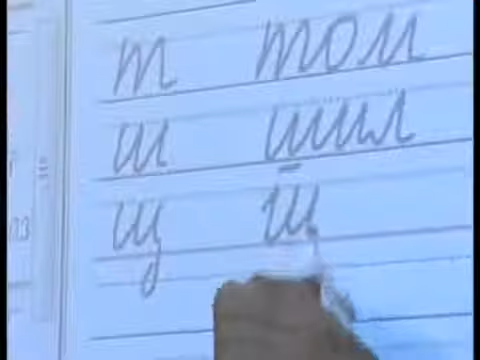 т том
ш шил
щ щ